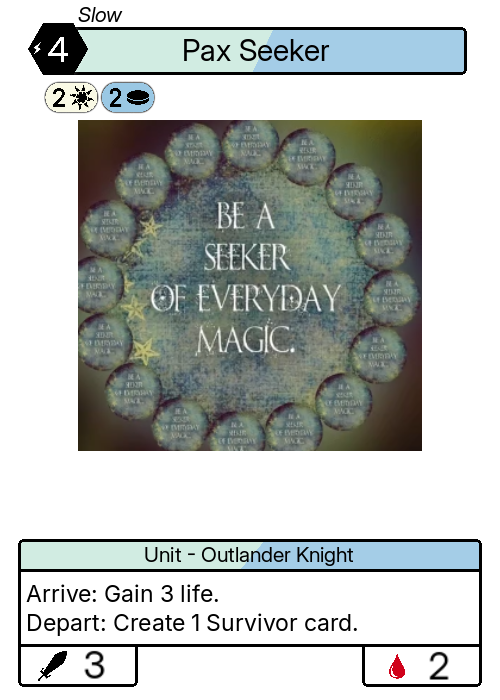 Slow
4
Pax Seeker
2 2
BE A
SEEKER
OF EVERYDAY
MAGIC.
Unit - Outlander Knight
Arrive: Gain 3 life.
Depart: Create 1 Survivor card.
3 2